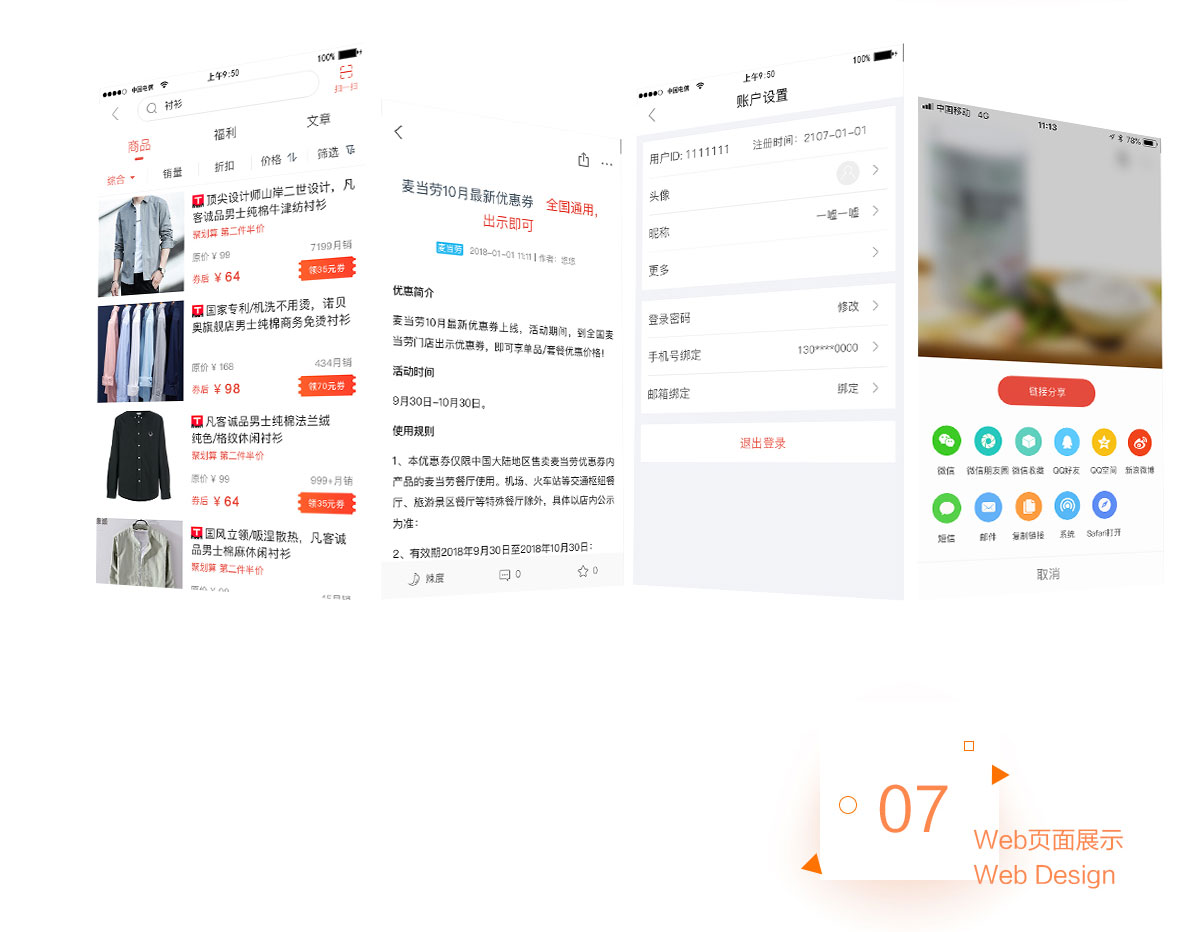 中国电信
上午9:50
100%
衬衫
扫一扫
商品
福利
文章
综合
销量
折扣
价格
筛选
T 顶尖设计师山岸二世设计，凡
客诚品男士纯棉牛津纺衬衫
聚划算 第二件半价
原价 ¥ 99
7199月销
券后 ¥ 64
领35元券
T 国家专利/机洗不用烫，诺贝
奥旗舰店男士纯棉商务免烫衬衫
原价 ¥ 168
434月销
券后 ¥ 98
领70元券
T 凡客诚品男士纯棉法兰绒
纯色/格纹休闲衬衫
聚划算 第二件半价
原价 ¥ 99
999+月销
券后 ¥ 64
领35元券
T 国风立领/吸湿散热，凡客诚
品男士棉麻休闲衬衫
聚划算 第二件半价
麦当劳10月最新优惠券 全国通用，
出示即可
麦当劳 2018-01-01 11:11 | 作者：悠悠
优惠简介
麦当劳10月最新优惠券上线，活动期间，到全国麦
当劳门店出示优惠券，即可享单品/套餐优惠价格！
活动时间
9月30日-10月30日。
使用规则
1、本优惠券仅限中国大陆地区售卖麦当劳优惠券内
产品的麦当劳餐厅使用。机场、火车站等交通枢纽餐
厅、旅游景区餐厅等特殊餐厅除外，具体以店内公示
为准：
2、有效期2018年9月30日至2018年10月30日：
辣度
0
0
中国电信
上午9:50
100%
账户设置
用户ID: 1111111
注册时间：2107-01-01
头像
昵称
一嘘一嘘
更多
登录密码
修改
手机号绑定
130****0000
邮箱绑定
绑定
退出登录
中国移动 4G
11:13
78%
链接分享
微信
微信朋友圈
微信收藏
QQ好友
QQ空间
新浪微博
短信
邮件
复制链接
系统
Safari打开
取消
07
Web页面展示
Web Design